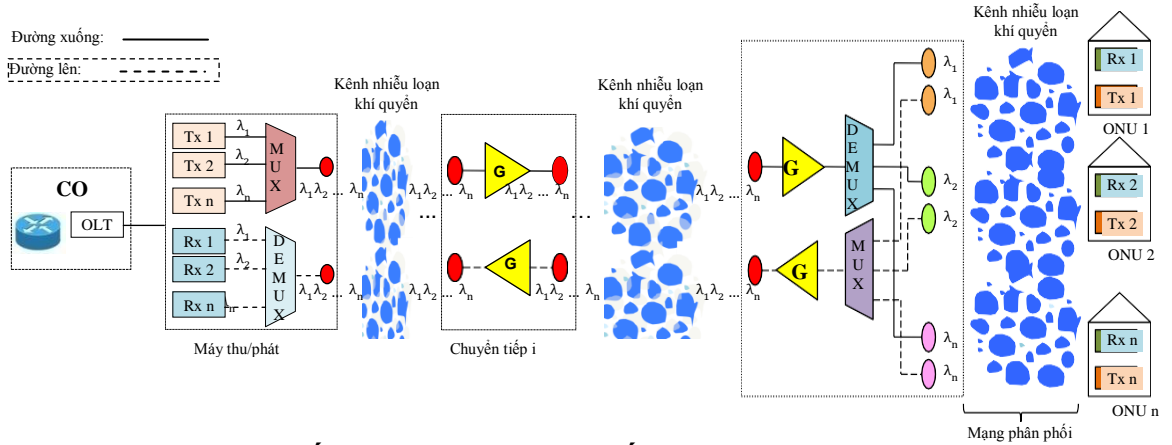 Đường xuống:
Đường lên:
CO
OLT
Tx 1
Tx 2
Tx n
λ1
λ2
λn
MUX
λ1λ2 ... λn
Rx 1
Rx 2
Rx n
λ1
λ2
λn
DEMUX
λ1λ2 ... λn
Máy thu/phát
Kênh nhiễu loạn
khí quyển
...
λ1λ2 ... λn
G
λ1λ2 ... λn
λ1λ2 ... λn
G
λ1λ2 ... λn
Chuyển tiếp i
...
Kênh nhiễu loạn
khí quyển
λ1λ2 ... λn
G
DEMUX
λ1λ2 ... λn
G
MUX
λ1
λ1
λ2
λ2
λn
λn
Kênh nhiễu loạn
khí quyển
Mạng phân phối
Rx 1
Tx 1
ONU 1
Rx 2
Tx 2
ONU 2
Rx n
Tx n
ONU n